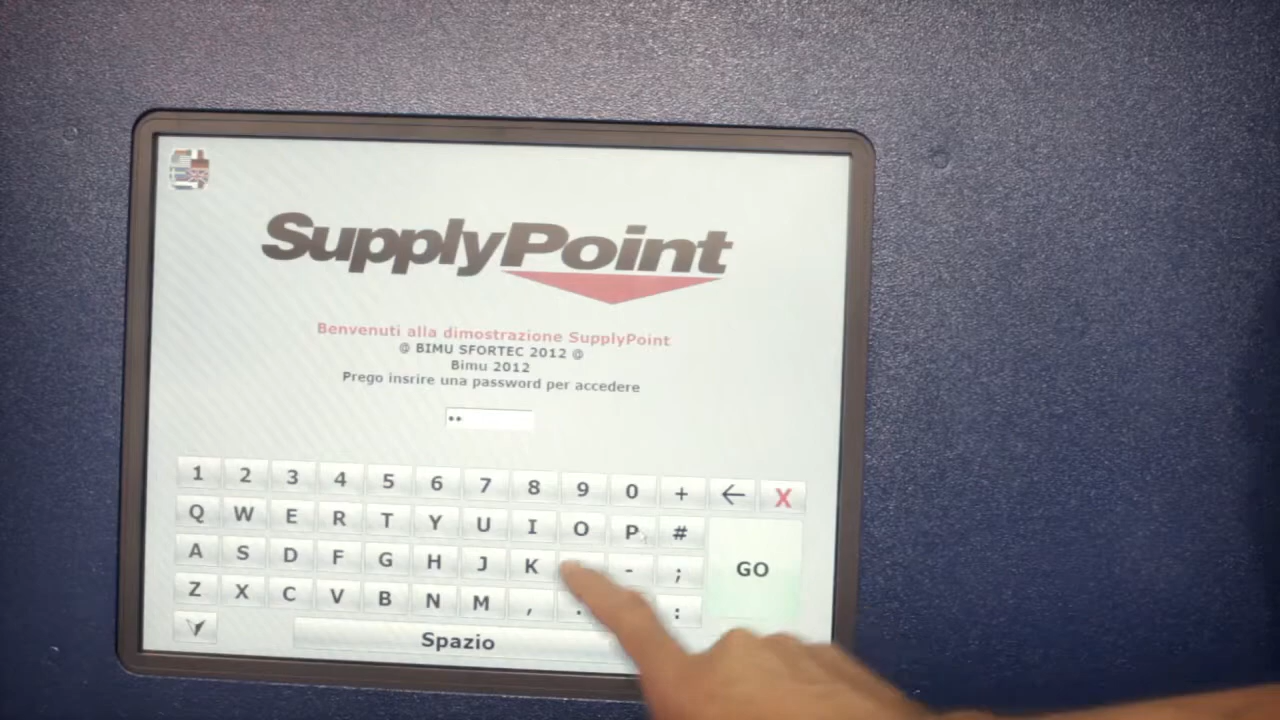 SupplyPoint
Benvenuti alla dimostrazione SupplyPoint
@ BIMU SFORTEC 2012 @
Bimu 2012
Prego insrire una password per accedere
1 2 3 4 5 6 7 8 9 0 + ← X
Q W E R T Y U I O P #
A S D F G H J K - ;
GO
Z X C V B N M , . :
Spazio